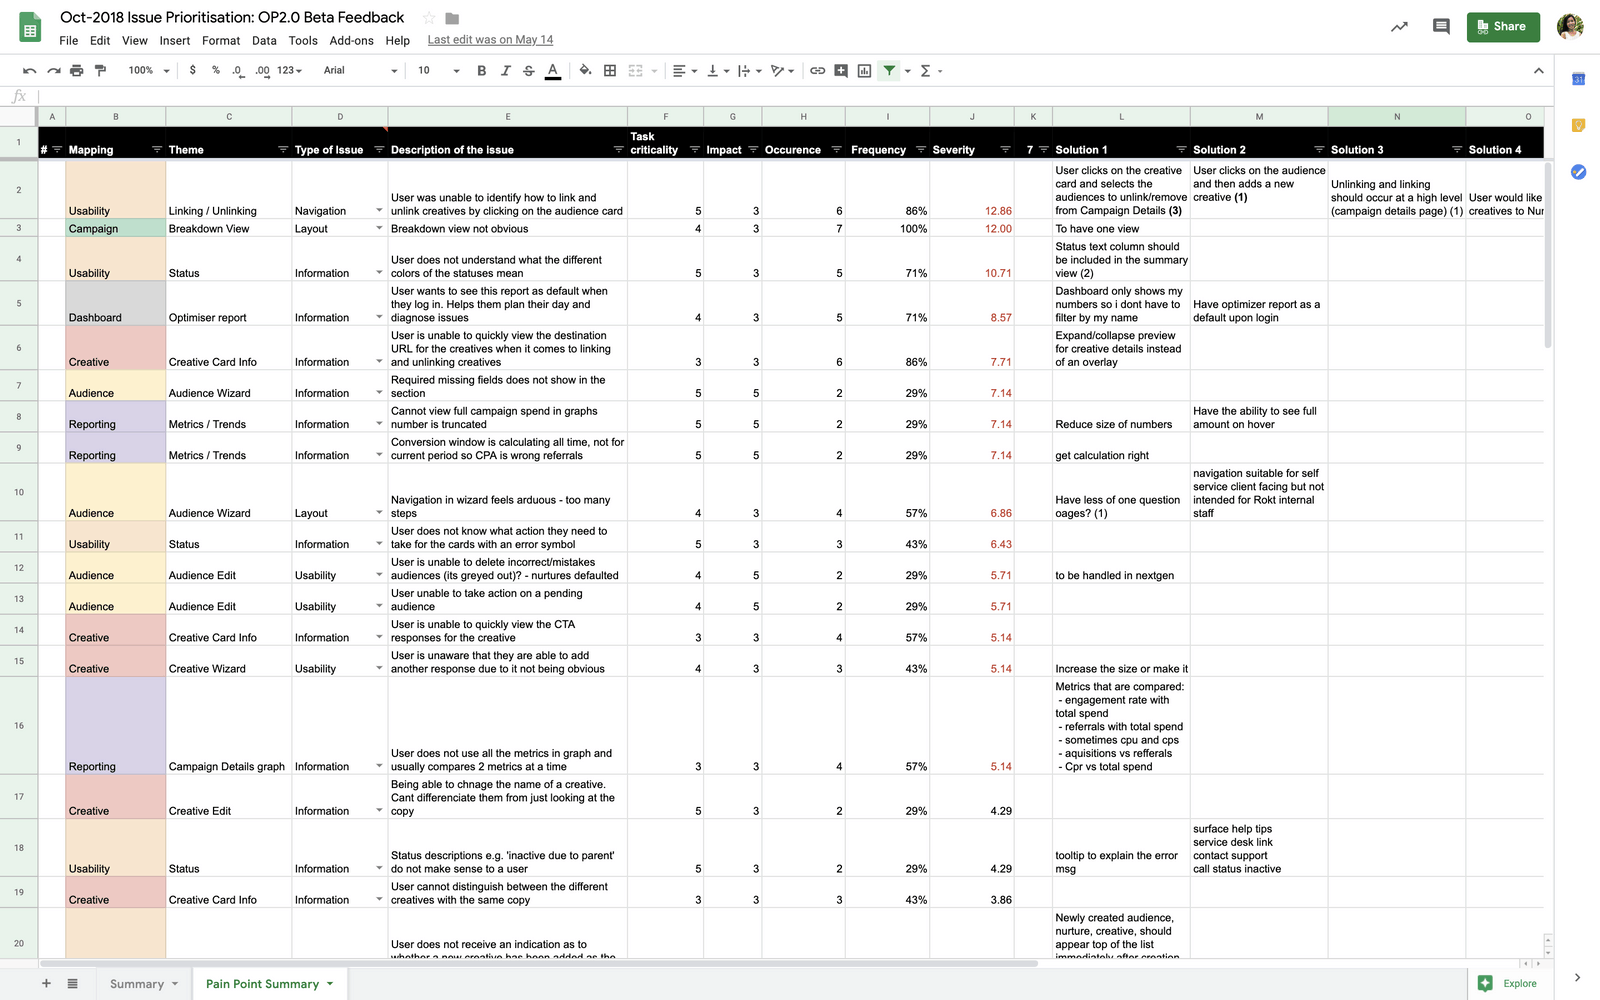 Oct-2018 Issue Prioritisation: OP2.0 Beta Feedback
File Edit View Insert Format Data Tools Add-ons Help Last edit was on May 14
Share
100% $ % .0 .00 123 Arial 10 B I S A
fx
A B C D E F G H I J K L M N O
1 # Mapping Theme Type of Issue Description of the issue Task criticality Impact Occurence Frequency Severity 7 Solution 1 Solution 2 Solution 3 Solution 4
2 Usability Linking / Unlinking Navigation User was unable to identify how to link and unlink creatives by clicking on the audience card 5 3 6 86% 12.86 User clicks on the creative card and selects the audiences to unlink/remove from Campaign Details (3) User clicks on the audience and then adds a new creative (1) Unlinking and linking should occur at a high level (campaign details page) (1) User would like creatives to Nur
3 Campaign Breakdown View Layout Breakdown view not obvious 4 3 7 100% 12.00 To have one view
4 Usability Status Information User does not understand what the different colors of the statuses mean 5 3 5 71% 10.71 Status text column should be included in the summary view (2)
5 Dashboard Optimiser report Information User wants to see this report as default when they log in. Helps them plan their day and diagnose issues 4 3 5 71% 8.57 Dashboard only shows my numbers so i dont have to filter by my name Have optimizer report as a default upon login
6 Creative Creative Card Info Information User is unable to quickly view the destination URL for the creatives when it comes to linking and unlinking creatives 3 3 6 86% 7.71 Expand/collapse preview for creative details instead of an overlay
7 Audience Audience Wizard Information Required missing fields does not show in the section 5 5 2 29% 7.14
8 Reporting Metrics / Trends Information Cannot view full campaign spend in graphs number is truncated 5 5 2 29% 7.14 Reduce size of numbers Have the ability to see full amount on hover
9 Reporting Metrics / Trends Information Conversion window is calculating all time, not for current period so CPA is wrong referrals 5 5 2 29% 7.14 get calculation right
10 Audience Audience Wizard Layout Navigation in wizard feels arduous - too many steps 4 3 4 57% 6.86 Have less of one question oages? (1) navigation suitable for self service client facing but not intended for Rokt internal staff
11 Usability Status Information User does not know what action they need to take for the cards with an error symbol 5 3 3 43% 6.43
12 Audience Audience Edit Usability User is unable to delete incorrect/mistakes audiences (its greyed out)? - nurtures defaulted 4 5 2 29% 5.71 to be handled in nextgen
13 Audience Audience Edit Usability User unable to take action on a pending audience 4 5 2 29% 5.71
14 Creative Creative Card Info Information User is unable to quickly view the CTA responses for the creative 3 3 4 57% 5.14
15 Creative Creative Wizard Usability User is unaware that they are able to add another response due to it not being obvious 4 3 3 43% 5.14 Increase the size or make it
16 Reporting Campaign Details graph Information User does not use all the metrics in graph and usually compares 2 metrics at a time 3 3 4 57% 5.14 Metrics that are compared: - engagement rate with total spend - referrals with total spend - sometimes cpu and cps - aquisitions vs refferals - Cpr vs total spend
17 Creative Creative Edit Information Being able to chnage the name of a creative. Cant differenciate them from just looking at the copy 5 3 2 29% 4.29
18 Usability Status Information Status descriptions e.g. 'inactive due to parent' do not make sense to a user 5 3 2 29% 4.29 tooltip to explain the error msg surface help tips service desk link contact support call status inactive
19 Creative Creative Card Info Information User cannot distinguish between the different creatives with the same copy 3 3 3 43% 3.86
20 User does not receive an indication as to whether a new creative has been added as the Newly created audience, nurture, creative, should appear top of the list immediately after creation
Summary Pain Point Summary Explore